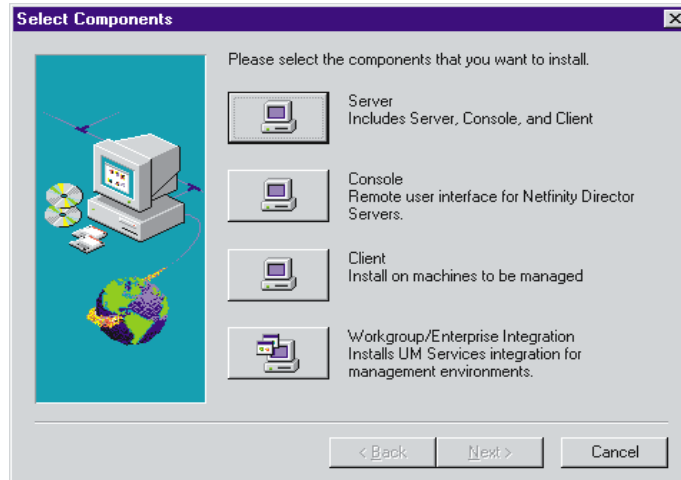 Select Components
Please select the components that you want to install.
Server
Includes Server, Console, and Client
Console
Remote user interface for Netfinity Director
Servers.
Client
Install on machines to be managed
Workgroup/Enterprise Integration
Installs UM Services integration for
management environments.
< Back
Next >
Cancel